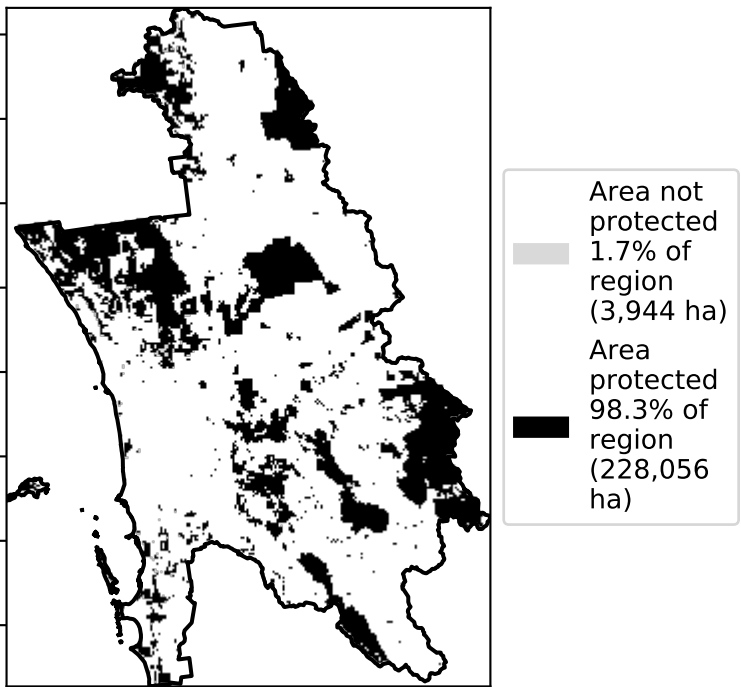 Area not
protected
1.7% of
region
(3,944 ha)
Area
protected
98.3% of
region
(228,056
ha)